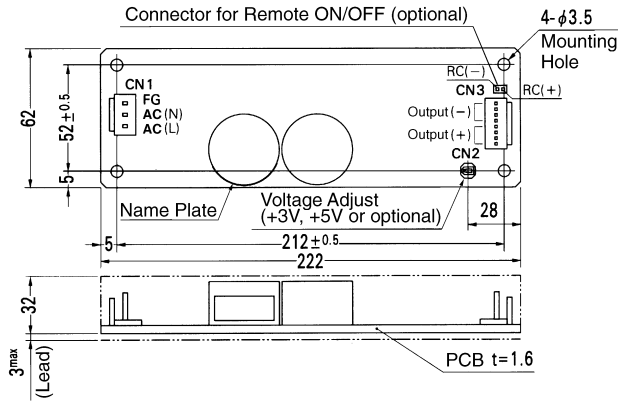 Connector for Remote ON/OFF (optional)
4-φ3.5
Mounting
Hole
RC(−)
CN3
RC(+)
CN1
FG
AC(N)
AC(L)
Output(−)
Output(+)
CN2
62
52±0.5
5
Name Plate
Voltage Adjust
(+3V, +5V or optional)
28
5
212±0.5
222
32
3max
(Lead)
PCB t=1.6